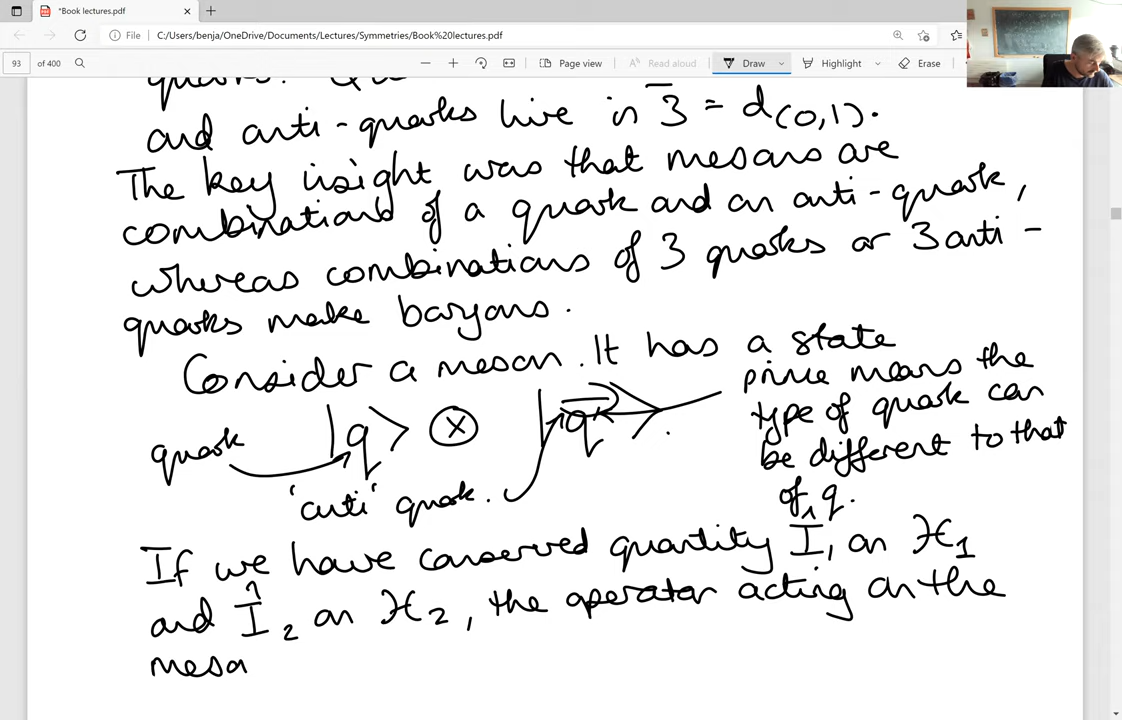 *Book lectures.pdf
File
C:/Users/benja/OneDrive/Documents/Lectures/Symmetries/Book%20lectures.pdf
93 of 400
Page view
Read aloud
Draw
Highlight
Erase
quarks.
and anti-quarks live in 3̅ = d(0,1).
The key insight was that mesons are
combinations of a quark and an anti-quark,
whereas combinations of 3 quarks or 3 anti-
quarks make baryons.
Consider a meson. It has a state
quark |q> ⊗ |q̅'>
'anti' quark.
prime means the
type of quark can
be different to that
of q.
If we have conserved quantity Î₁ on ℋ₁
and Î₂ on ℋ₂, the operator acting on the
meso